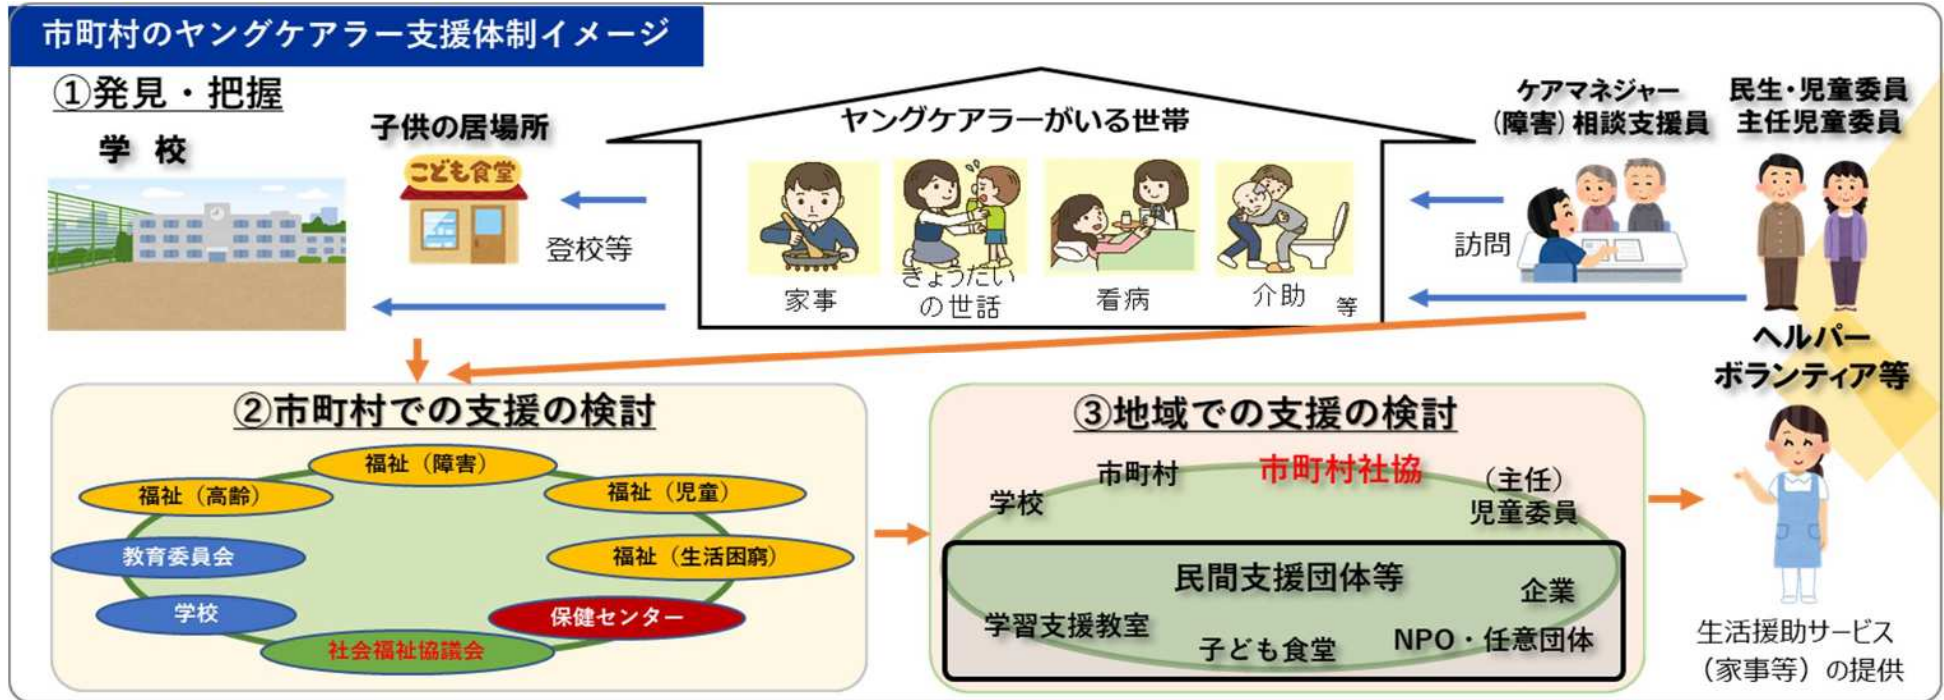 市町村のヤングケアラー支援体制イメージ
①発見・把握
学 校
子供の居場所
こども食堂
登校等
ヤングケアラーがいる世帯
家事
きょうだい
の世話
看病
介助
等
ケアマネジャー
(障害)相談支援員
民生・児童委員
主任児童委員
訪問
②市町村での支援の検討
福祉（障害）
福祉（高齢）
福祉（児童）
教育委員会
福祉（生活困窮）
学校
保健センター
社会福祉協議会
③地域での支援の検討
市町村
市町村社協
学校
（主任）
児童委員
民間支援団体等
企業
学習支援教室
子ども食堂
NPO・任意団体
ヘルパー
ボランティア等
生活援助サービス
（家事等）の提供